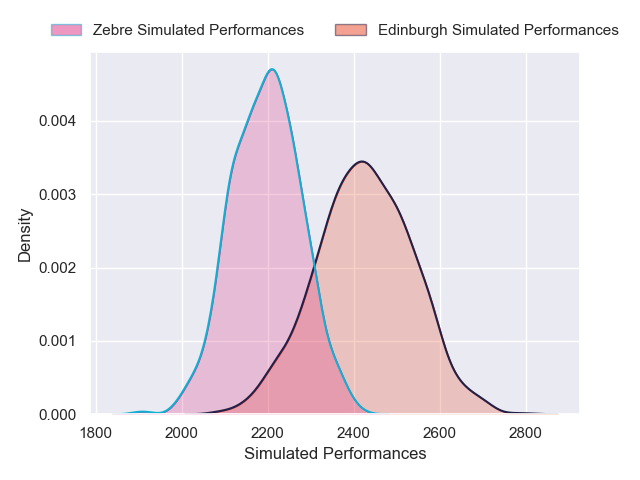 Zebre Simulated Performances Edinburgh Simulated Performances
0.004
0.003
0.002
0.001
0.000
Density
1800 2000 2200 2400 2600 2800
Simulated Performances